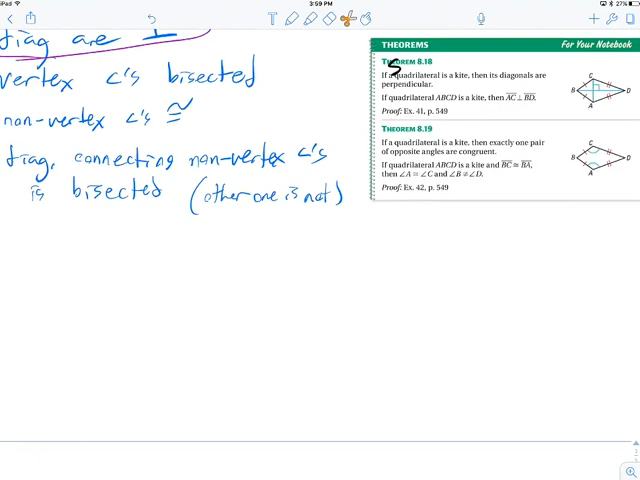 iPad
3:59 PM
27%
diag are ⊥
vertex ∠'s bisected
non-vertex ∠'s ≅
diag. connecting non-vertex ∠'s
is bisected (other one is not)
THEOREMS For Your Notebook
THEOREM 8.18
5
If a quadrilateral is a kite, then its diagonals are
perpendicular.
If quadrilateral ABCD is a kite, then AC ⊥ BD.
Proof: Ex. 41, p. 549
C
B D
A
THEOREM 8.19
If a quadrilateral is a kite, then exactly one pair
of opposite angles are congruent.
If quadrilateral ABCD is a kite and BC ≅ BA,
then ∠A ≅ ∠C and ∠B ≇ ∠D.
Proof: Ex. 42, p. 549
C
B D
A